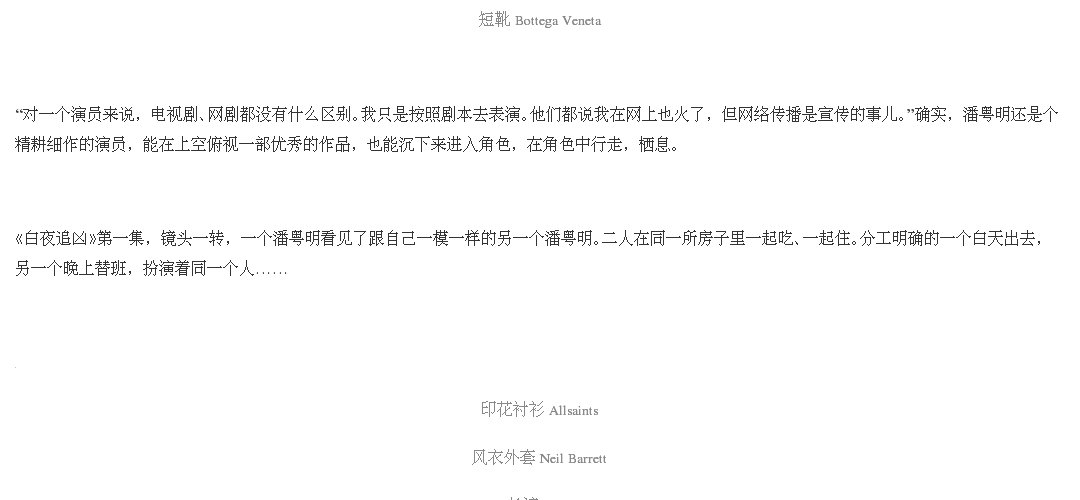 短靴 Bottega Veneta
“对一个演员来说，电视剧、网剧都没有什么区别。我只是按照剧本去表演。他们都说我在网上也火了，但网络传播是宣传的事儿。”确实，潘粤明还是个
精耕细作的演员，能在上空俯视一部优秀的作品，也能沉下来进入角色，在角色中行走，栖息。
《白夜追凶》第一集，镜头一转，一个潘粤明看见了跟自己一模一样的另一个潘粤明。二人在同一所房子里一起吃、一起住。分工明确的一个白天出去，
另一个晚上替班，扮演着同一个人……
印花衬衫 Allsaints
风衣外套 Neil Barrett